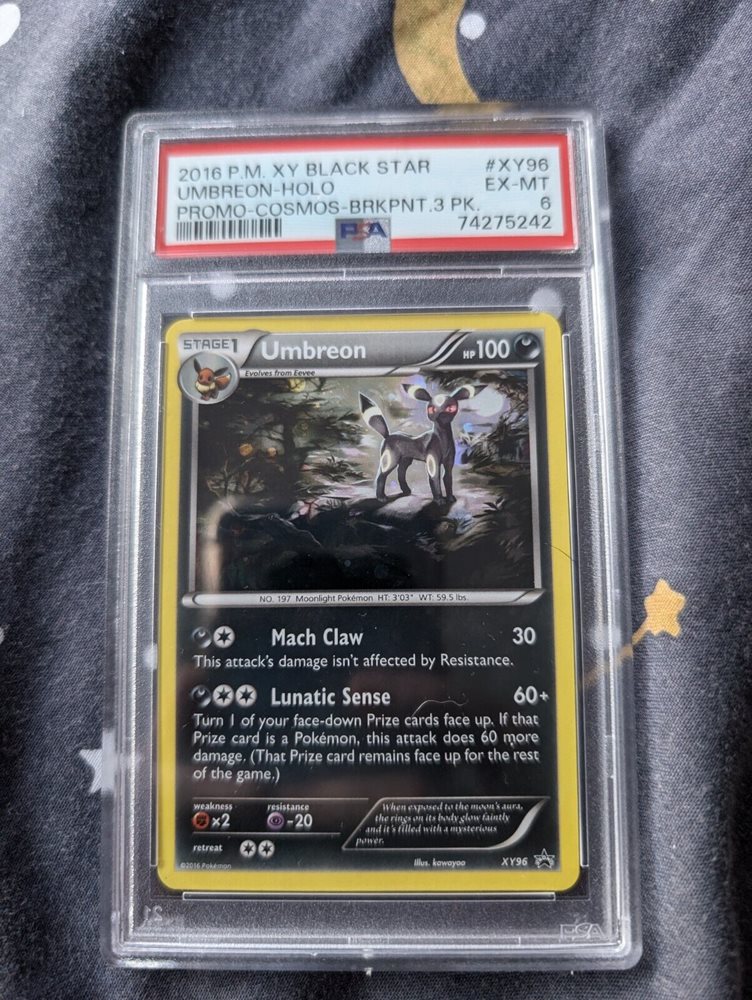 2016 P.M. XY BLACK STAR #XY96
UMBREON-HOLO EX-MT
PROMO-COSMOS-BRKPNT.3 PK. 6
PSA 74275242
STAGE1 Umbreon HP100
Evolves from Eevee
NO. 197 Moonlight Pokémon HT: 3'03" WT: 59.5 lbs.
Mach Claw 30
This attack's damage isn't affected by Resistance.
Lunatic Sense 60+
Turn 1 of your face-down Prize cards face up. If that
Prize card is a Pokémon, this attack does 60 more
damage. (That Prize card remains face up for the rest
of the game.)
weakness resistance
×2 -20
retreat
When exposed to the moon's aura,
the rings on its body glow faintly
and it's filled with a mysterious
power.
©2016 Pokémon Illus. kawayoo XY96
PSA